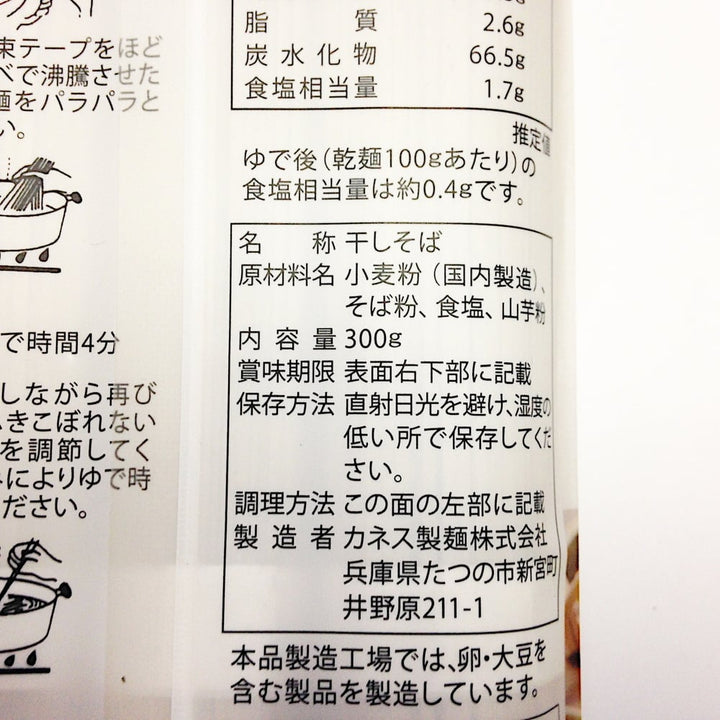 脂質 2.6g
炭水化物 66.5g
食塩相当量 1.7g
推定値
ゆで後(乾麺100gあたり)の
食塩相当量は約0.4gです。
名称 干しそば
原材料名 小麦粉(国内製造)、
そば粉、食塩、山芋粉
内容量 300g
賞味期限 表面右下部に記載
保存方法 直射日光を避け、湿度の
低い所で保存してくだ
さい。
調理方法 この面の左部に記載
製造者 カネス製麺株式会社
兵庫県たつの市新宮町
井野原211-1
本品製造工場では、卵・大豆を
含む製品を製造しています。
束テープをほど
べで沸騰させた
麺をパラパラと
い。
で時間4分
しながら再び
ふきこぼれない
を調節してく
によりゆで時
ださい。